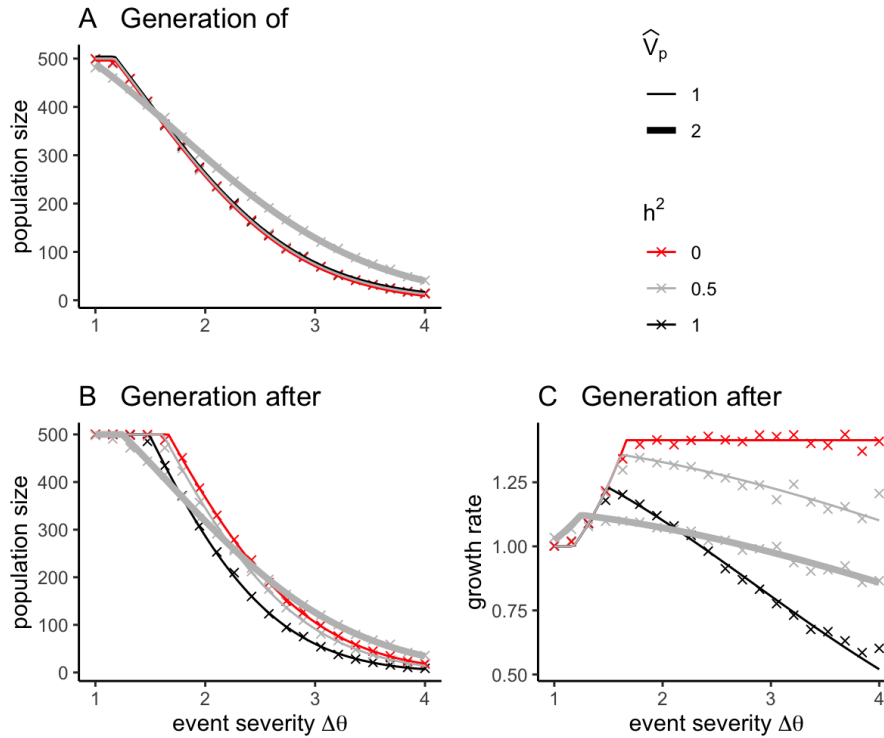 A Generation of
population size
500
400
300
200
100
0
1 2 3 4
V̂p
1
2
h²
0
0.5
1
B Generation after
population size
500
400
300
200
100
0
1 2 3 4
event severity Δθ
C Generation after
growth rate
1.25
1.00
0.75
0.50
1 2 3 4
event severity Δθ